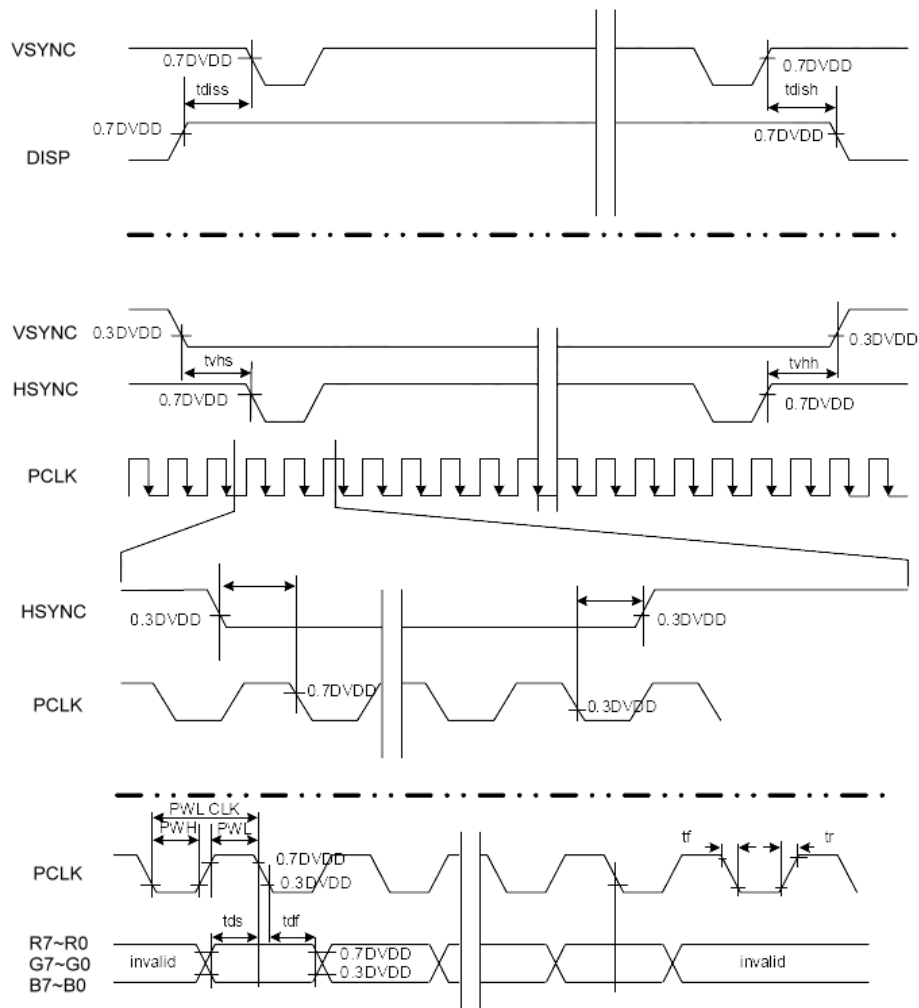 VSYNC
0.7DVDD
0.7DVDD
tdiss
tdish
0.7DVDD
0.7DVDD
DISP
VSYNC
0.3DVDD
0.3DVDD
tvhs
tvhh
HSYNC
0.7DVDD
0.7DVDD
PCLK
HSYNC
0.3DVDD
0.3DVDD
PCLK
0.7DVDD
0.3DVDD
PWL CLK
PWH
PWL
tf
tr
PCLK
0.7DVDD
0.3DVDD
tds
tdf
R7~R0
G7~G0
B7~B0
invalid
0.7DVDD
0.3DVDD
invalid